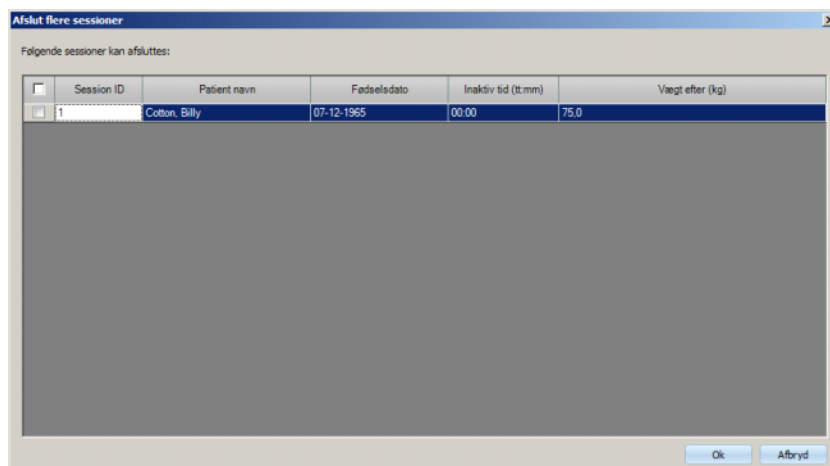 Afslut flere sessioner
Følgende sessioner kan afsluttes:
Session ID Patient navn Fødselsdato Inaktiv tid (tt:mm) Vægt efter (kg)
1 Cotton, Billy 07-12-1965 00:00 75,0
Ok Afbryd